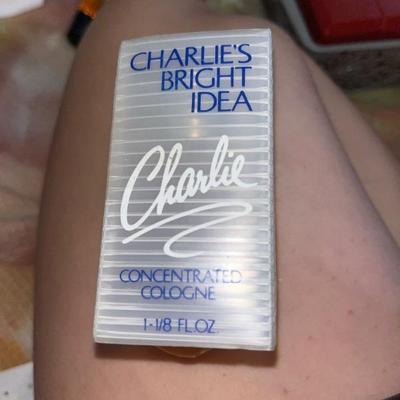 CHARLIE'S
BRIGHT
IDEA
Charlie
CONCENTRATED
COLOGNE
1-1/8 FL.OZ.